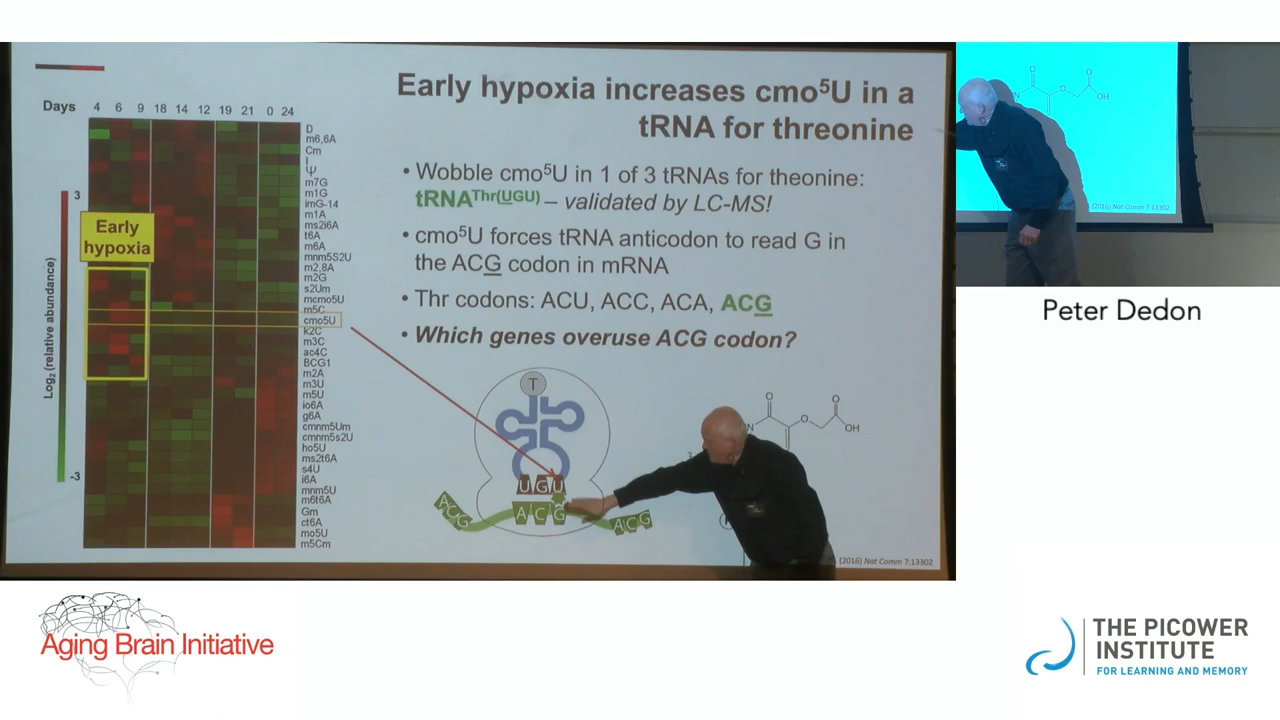 Early hypoxia increases cmo⁵U in a
tRNA for threonine
Days 4 6 9 18 14 12 19 21 0 24
D
m6,6A
Cm
I
Ψ
m7G
m1G
imG-14
m1A
ms2i6A
t6A
m6A
mnm5S2U
m2,8A
m2G
s2Um
mcmo5U
m5C
cmo5U
k2C
m3C
ac4C
BCG1
m2A
m3U
m5U
io6A
g6A
cmnm5Um
cmnm5s2U
ho5U
ms2t6A
s4U
i6A
mnm5U
m6t6A
Gm
ct6A
mo5U
m5Cm
3
-3
Log₂ (relative abundance)
Early
hypoxia
• Wobble cmo⁵U in 1 of 3 tRNAs for theonine:
tRNAThr(UGU) – validated by LC-MS!
• cmo⁵U forces tRNA anticodon to read G in
the ACG codon in mRNA
• Thr codons: ACU, ACC, ACA, ACG
• Which genes overuse ACG codon?
T
UGU
ACG
ACG
ACG
O
O
O
OH
N
(2016) Nat Comm 7:13302
O
O
O
OH
N
(2016) Nat Comm 7:13302
Peter Dedon
Aging Brain Initiative
THE PICOWER
INSTITUTE
FOR LEARNING AND MEMORY